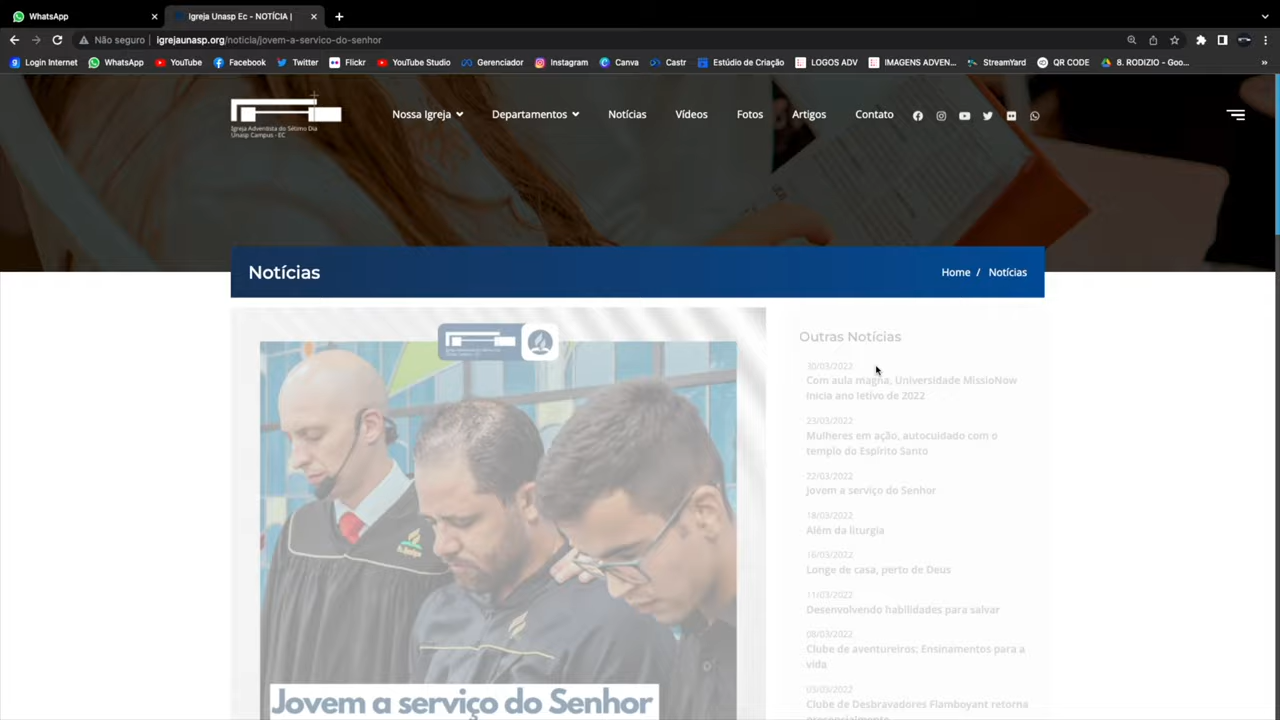 WhatsApp
Igreja Unasp Ec - NOTÍCIA |
Não seguro
igrejaunasp.org/noticia/jovem-a-servico-do-senhor
Login Internet
WhatsApp
YouTube
Facebook
Twitter
Flickr
YouTube Studio
Gerenciador
Instagram
Canva
Castr
Estúdio de Criação
LOGOS ADV
IMAGENS ADVEN...
StreamYard
QR CODE
8. RODIZIO - Goo...
Igreja Adventista do Sétimo Dia
Unasp Campus - EC
Nossa Igreja
Departamentos
Notícias
Vídeos
Fotos
Artigos
Contato
Notícias
Home / Notícias
Jovem a serviço do Senhor
Outras Notícias
30/03/2022
Com aula magna, Universidade MissioNow
inicia ano letivo de 2022
23/03/2022
Mulheres em ação, autocuidado com o
templo do Espírito Santo
22/03/2022
Jovem a serviço do Senhor
18/03/2022
Além da liturgia
16/03/2022
Longe de casa, perto de Deus
11/03/2022
Desenvolvendo habilidades para salvar
08/03/2022
Clube de aventureiros: Ensinamentos para a
vida
03/03/2022
Clube de Desbravadores Flamboyant retorna
presencialmente